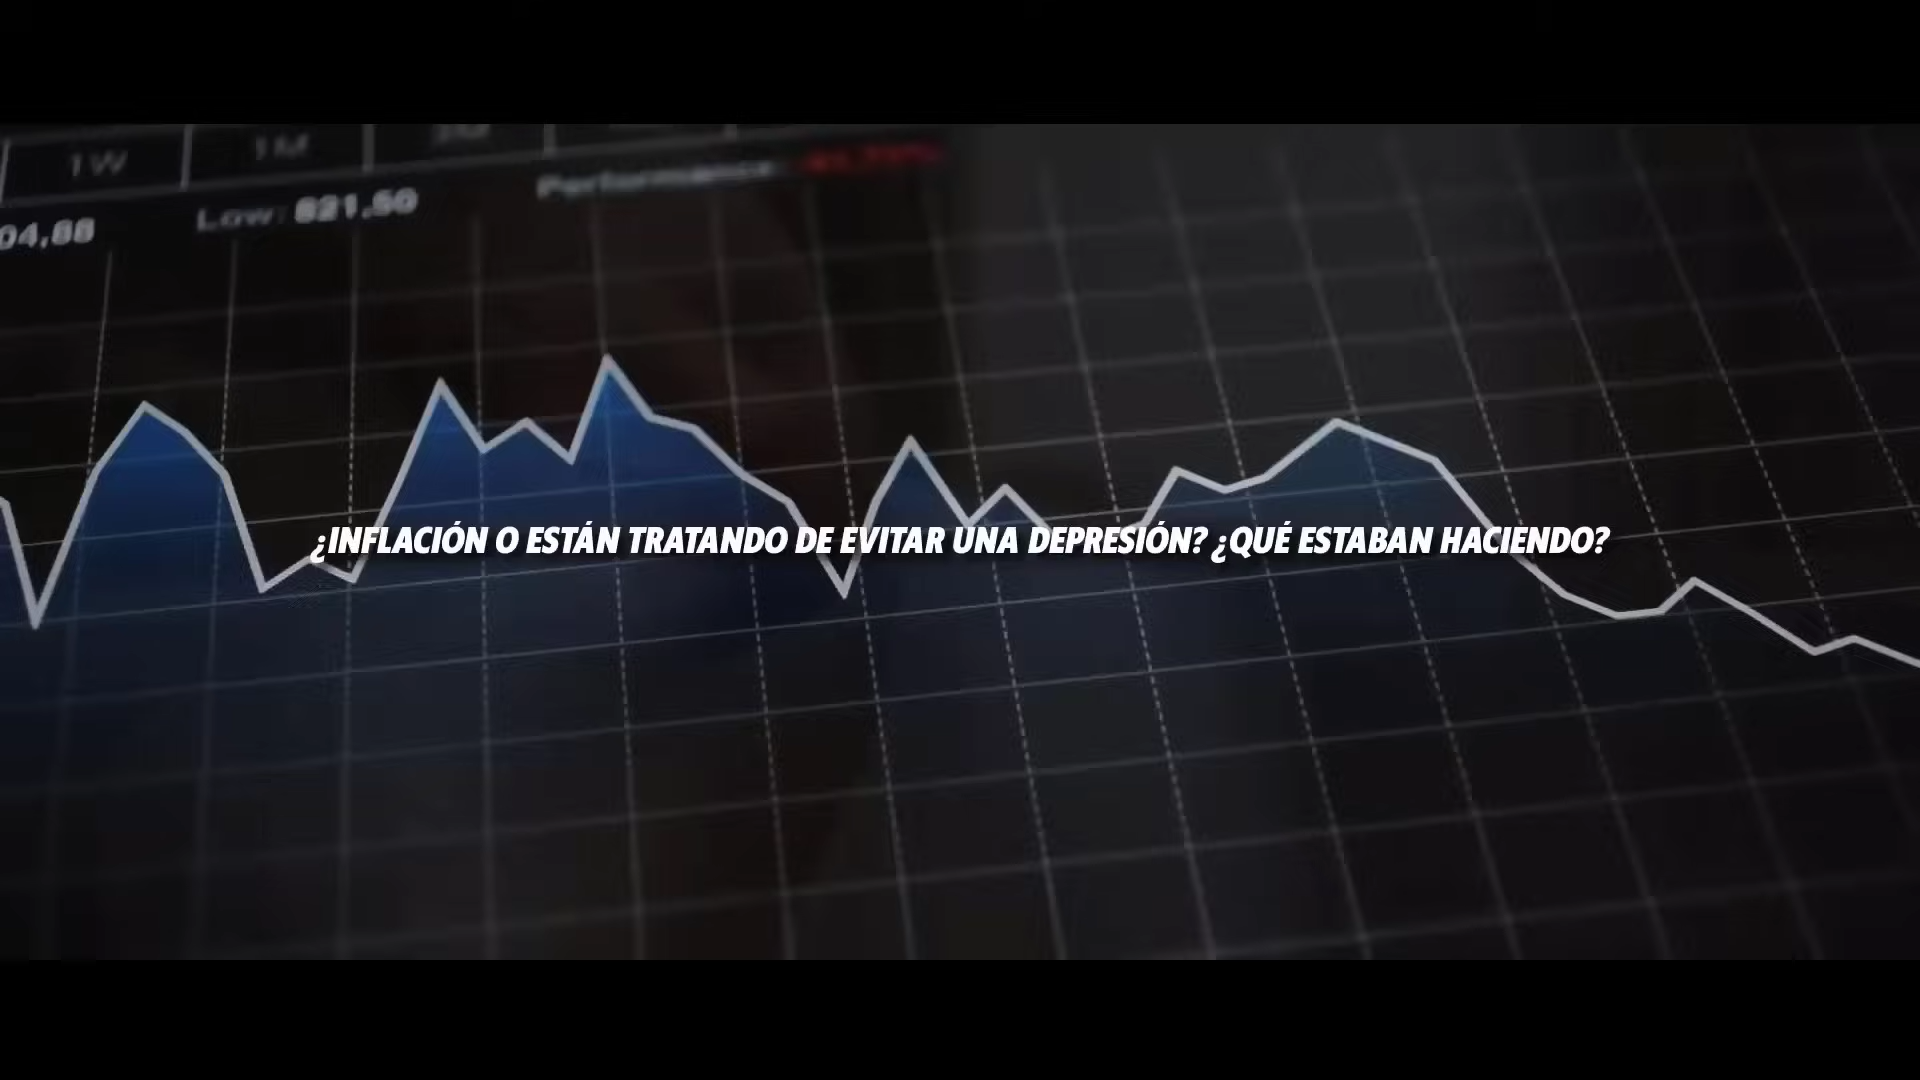 1W
1M
Performance:
04,88
Low: 821,50
¿INFLACIÓN O ESTÁN TRATANDO DE EVITAR UNA DEPRESIÓN? ¿QUÉ ESTABAN HACIENDO?